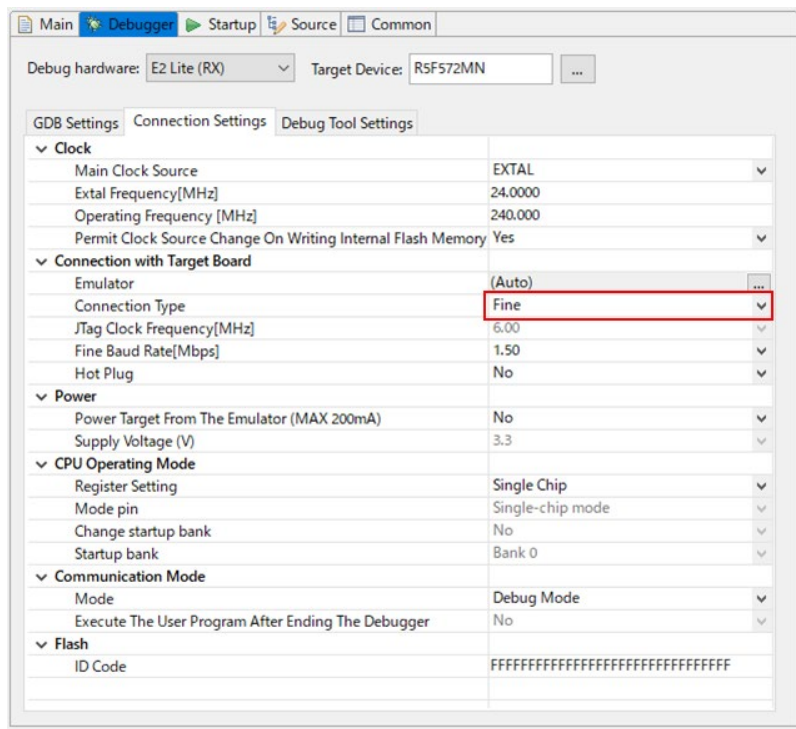 Main Debugger Startup Source Common
Debug hardware: E2 Lite (RX) Target Device: R5F572MN ...
GDB Settings Connection Settings Debug Tool Settings
Clock
Main Clock Source EXTAL
Extal Frequency[MHz] 24.0000
Operating Frequency [MHz] 240.000
Permit Clock Source Change On Writing Internal Flash Memory Yes
Connection with Target Board
Emulator (Auto) ...
Connection Type Fine
JTag Clock Frequency[MHz] 6.00
Fine Baud Rate[Mbps] 1.50
Hot Plug No
Power
Power Target From The Emulator (MAX 200mA) No
Supply Voltage (V) 3.3
CPU Operating Mode
Register Setting Single Chip
Mode pin Single-chip mode
Change startup bank No
Startup bank Bank 0
Communication Mode
Mode Debug Mode
Execute The User Program After Ending The Debugger No
Flash
ID Code FFFFFFFFFFFFFFFFFFFFFFFFFFFFFFFF